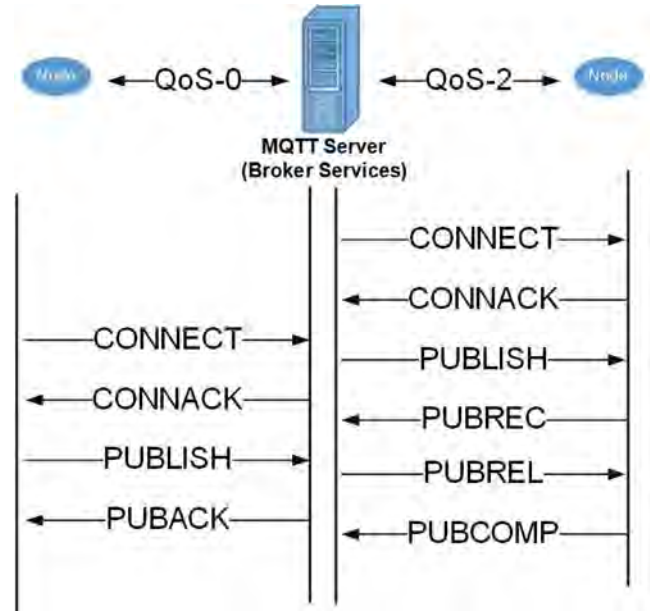 Node
QoS-0
QoS-2
Node
MQTT Server
(Broker Services)
CONNECT
CONNACK
PUBLISH
PUBACK
CONNECT
CONNACK
PUBLISH
PUBREC
PUBREL
PUBCOMP